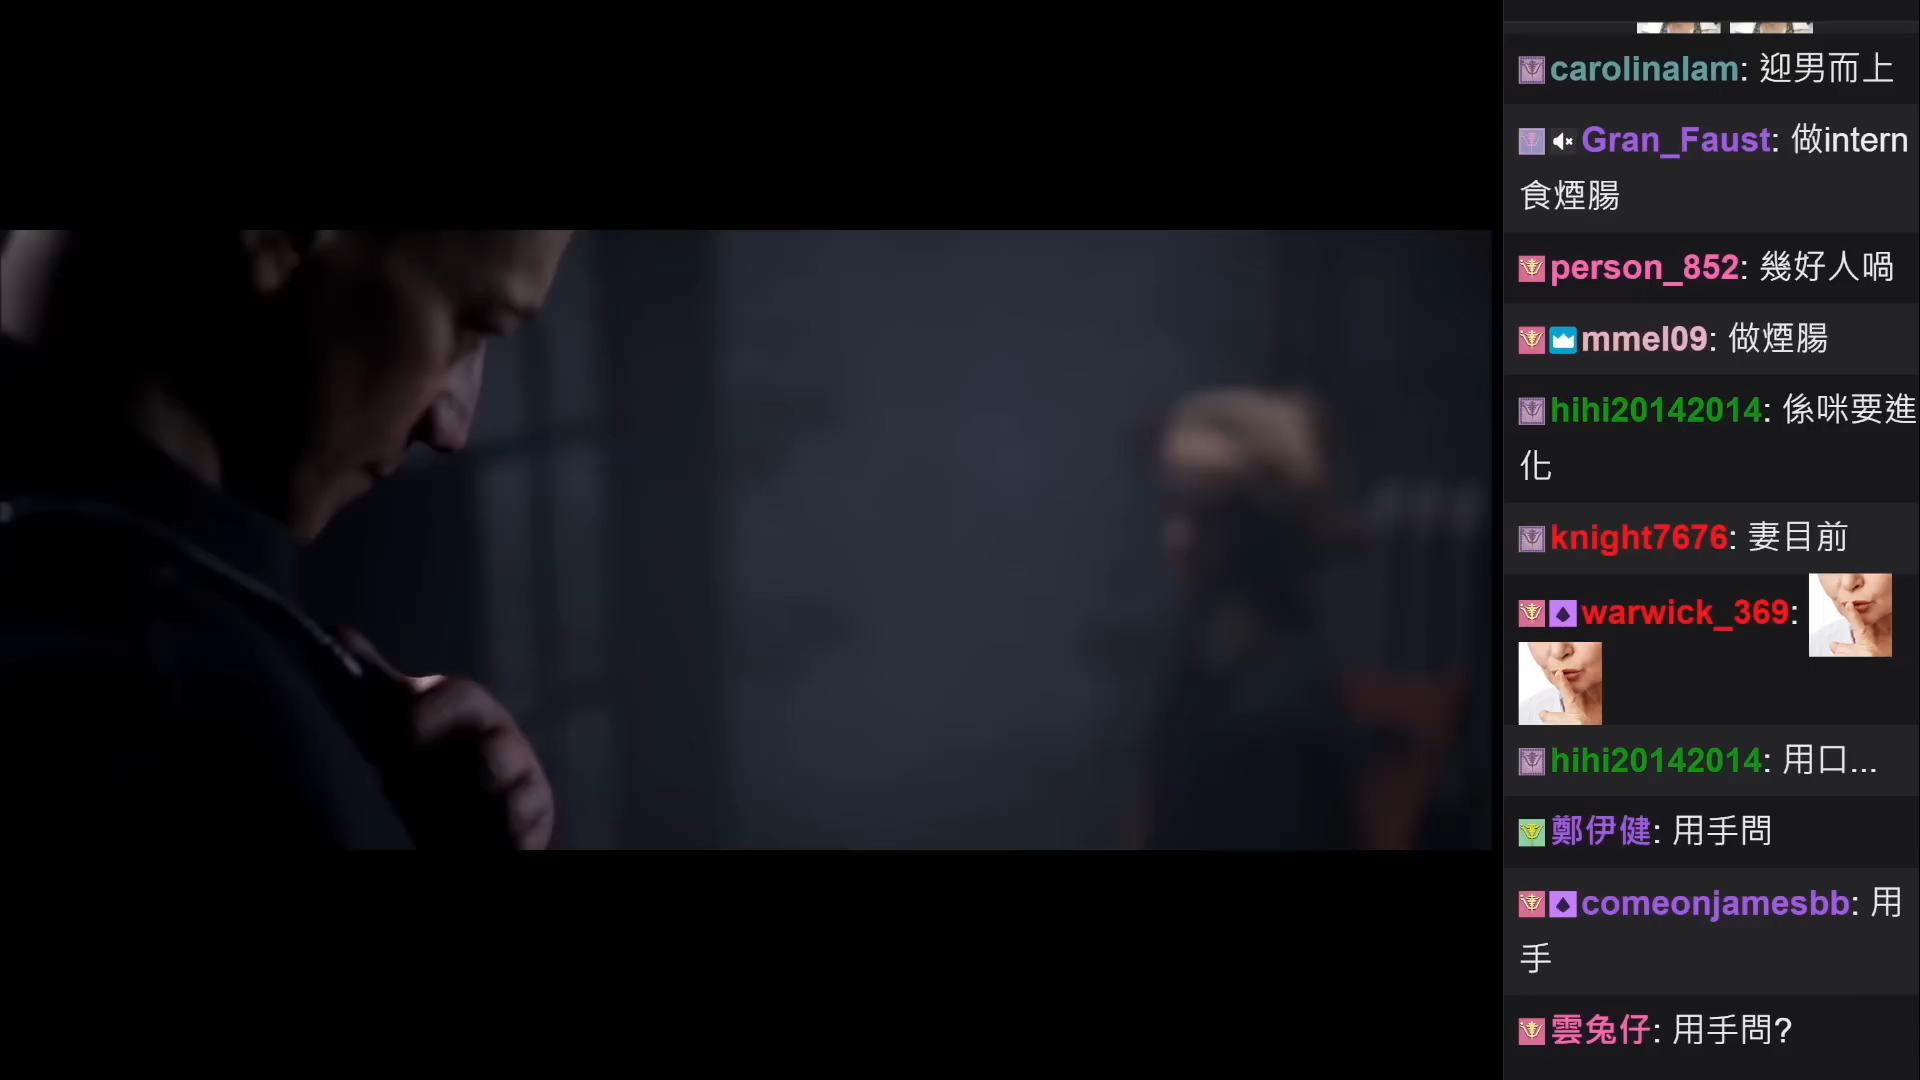 carolinalam: 迎男而上
Gran_Faust: 做intern
食煙腸
person_852: 幾好人喎
mmel09: 做煙腸
hihi20142014: 係咪要進
化
knight7676: 妻目前
warwick_369:
hihi20142014: 用口...
鄭伊健: 用手問
comeonjamesbb: 用
手
雲兔仔: 用手問?